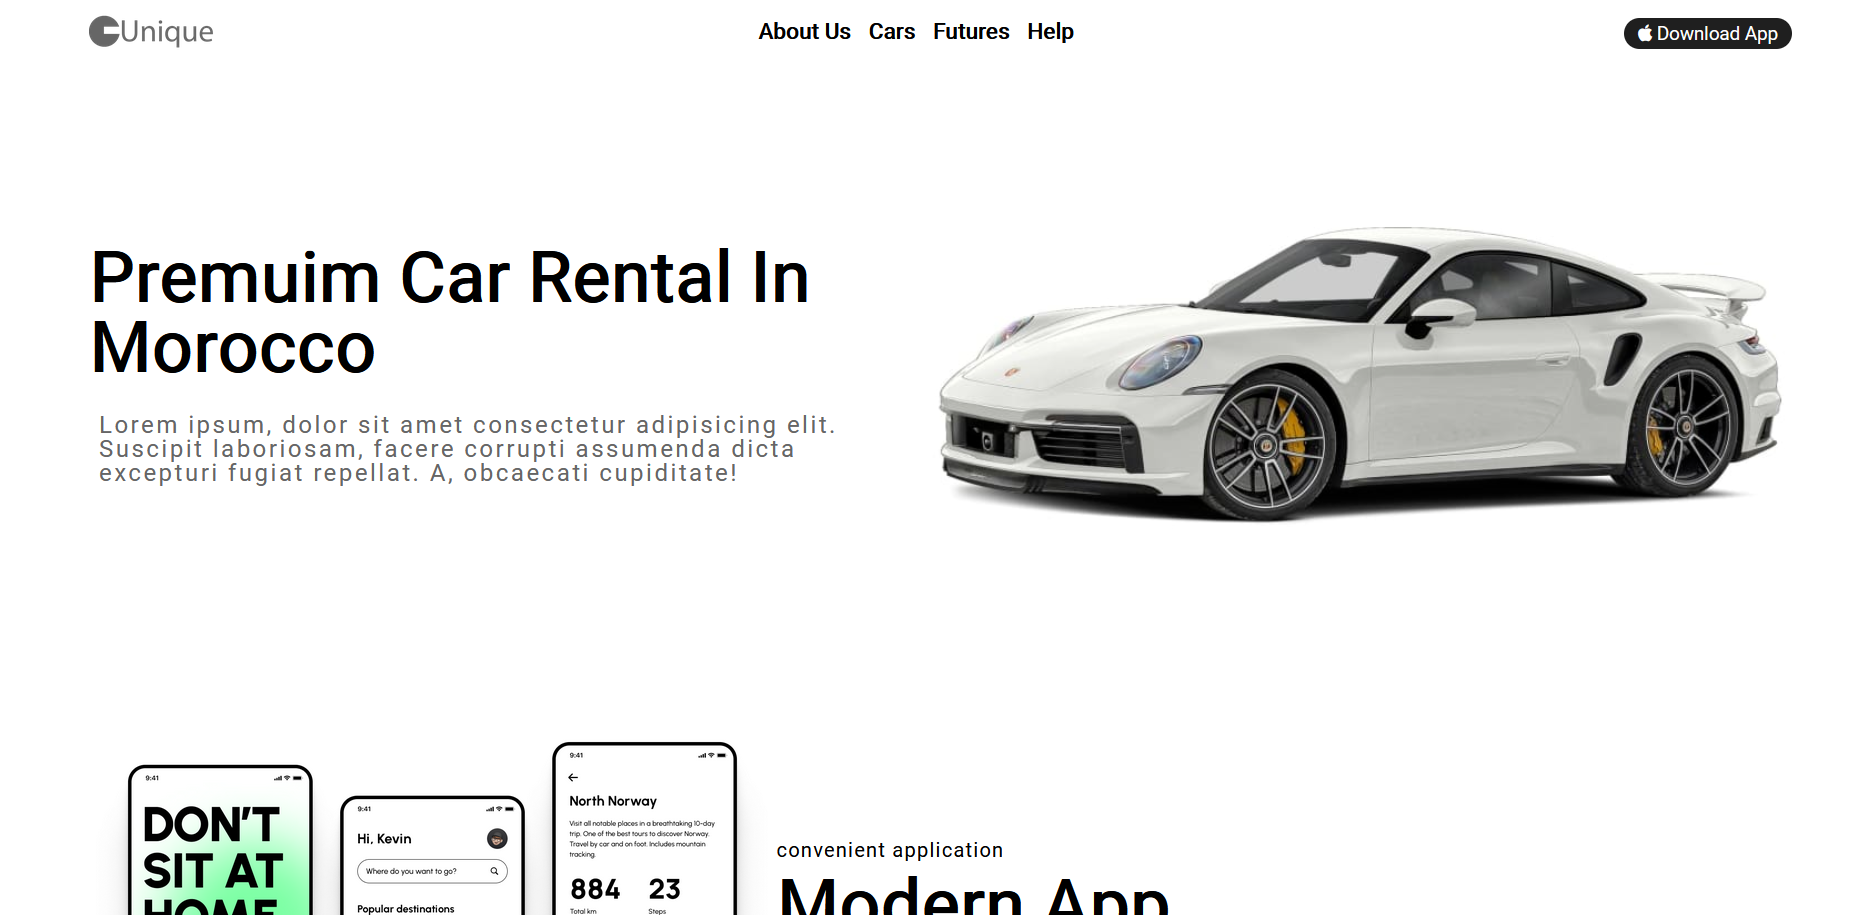 Unique
About Us Cars Futures Help
Download App
Premuim Car Rental In
Morocco
Lorem ipsum, dolor sit amet consectetur adipisicing elit.
Suscipit laboriosam, facere corrupti assumenda dicta
excepturi fugiat repellat. A, obcaecati cupiditate!
9:41
DON'T
SIT AT
HOME
9:41
Hi, Kevin
Where do you want to go?
Popular destinations
9:41
North Norway
Visit all notable places in a breathtaking 10-day
trip. One of the best tours to discover Norway.
Travel by car and on foot. Includes mountain
tracking.
884 23
Total km Steps
convenient application
Modern App